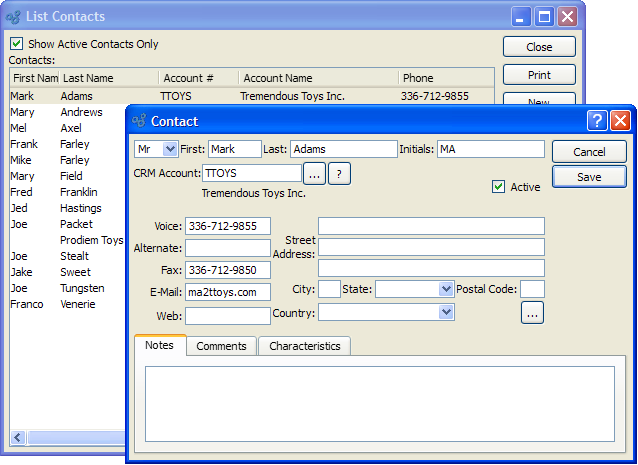 List Contacts
Show Active Contacts Only
Close
Contacts:
Print
First Nam Last Name Account # Account Name Phone
Mark Adams TTOYS Tremendous Toys Inc. 336-712-9855
New
Mary Andrews
Mel Axel
Frank Farley
Mike Farley
Mary Field
Fred Franklin
Jed Hastings
Joe Packet
Prodiem Toys
Joe Stealt
Jake Sweet
Joe Tungsten
Franco Venerie
Contact
Mr First: Mark Last: Adams Initials: MA
Cancel
CRM Account: TTOYS ... ?
Save
Tremendous Toys Inc.
Active
Voice: 336-712-9855
Alternate:
Street
Address:
Fax: 336-712-9850
E-Mail: ma2ttoys.com
City: State: Postal Code:
Web:
Country:
...
Notes Comments Characteristics